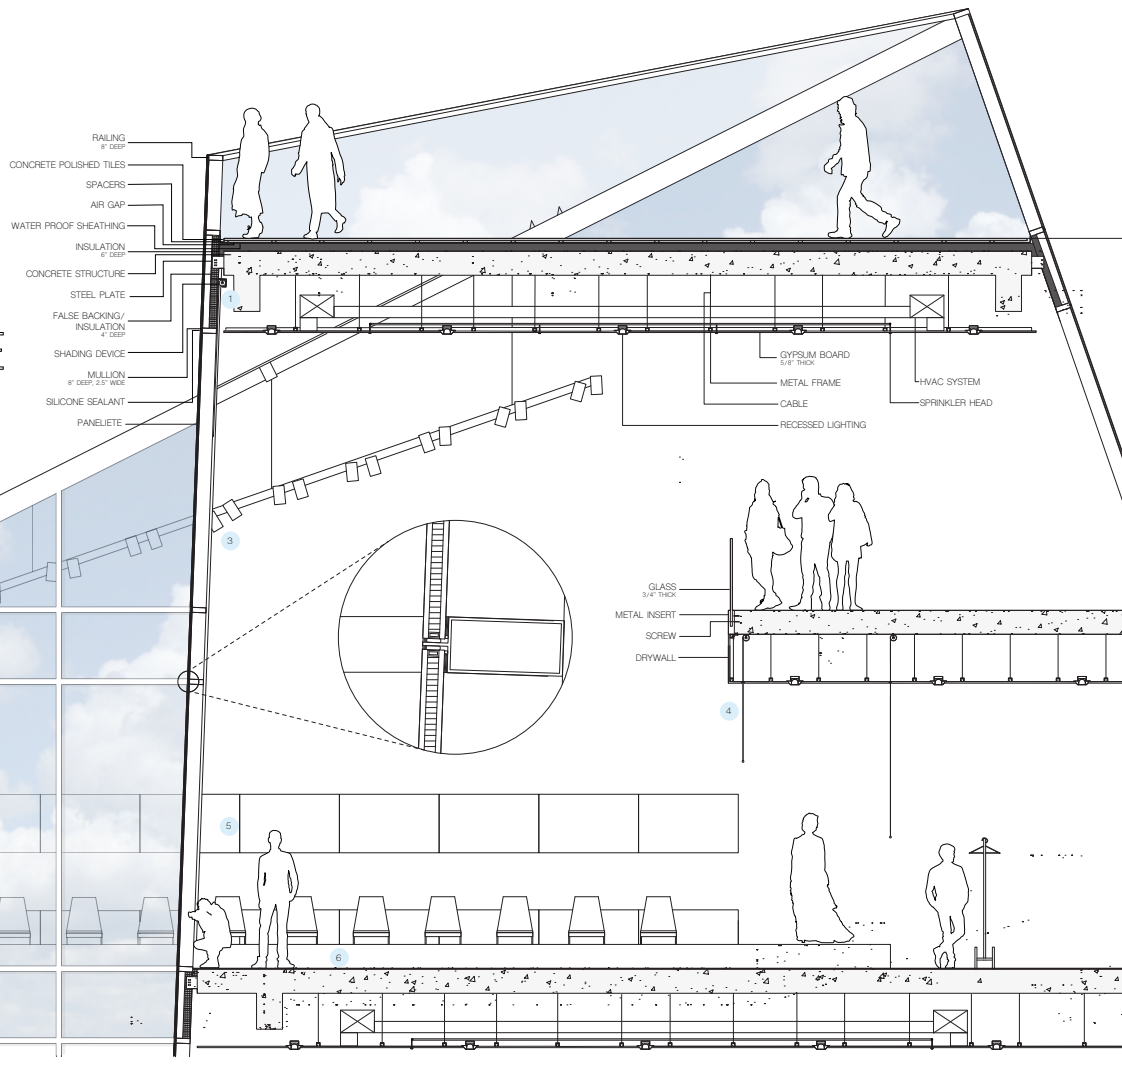 RAILING
8" DEEP
CONCRETE POLISHED TILES
SPACERS
AIR GAP
WATER PROOF SHEATHING
INSULATION
6" DEEP
CONCRETE STRUCTURE
STEEL PLATE
FALSE BACKING/
INSULATION
4" DEEP
SHADING DEVICE
MULLION
8" DEEP, 2.5" WIDE
SILICONE SEALANT
PANELIETE
1
GYPSUM BOARD
5/8" THICK
METAL FRAME
CABLE
RECESSED LIGHTING
HVAC SYSTEM
SPRINKLER HEAD
3
GLASS
3/4" THICK
METAL INSERT
SCREW
DRYWALL
4
5
6